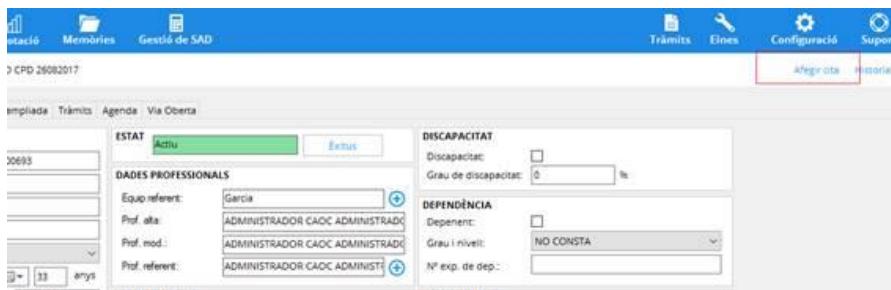 otació Memòries Gestió de SAD Tràmits Eines Configuració Supor
O CPD 26082017 Afegir cita Historial
ampliada Tràmits Agenda Via Oberta
ESTAT Actiu Èxitus
DISCAPACITAT
00693
Discapacitat:
Grau de discapacitat: 0 %
DADES PROFESSIONALS
Equip referent: Garcia
DEPENDÈNCIA
Prof. alta: ADMINISTRADOR CAOC ADMINISTRADO
Depenent:
Prof. mod.: ADMINISTRADOR CAOC ADMINISTRADO
Grau i nivell: NO CONSTA
Prof. referent: ADMINISTRADOR CAOC ADMINIST
Nº exp. de dep.:
33 anys